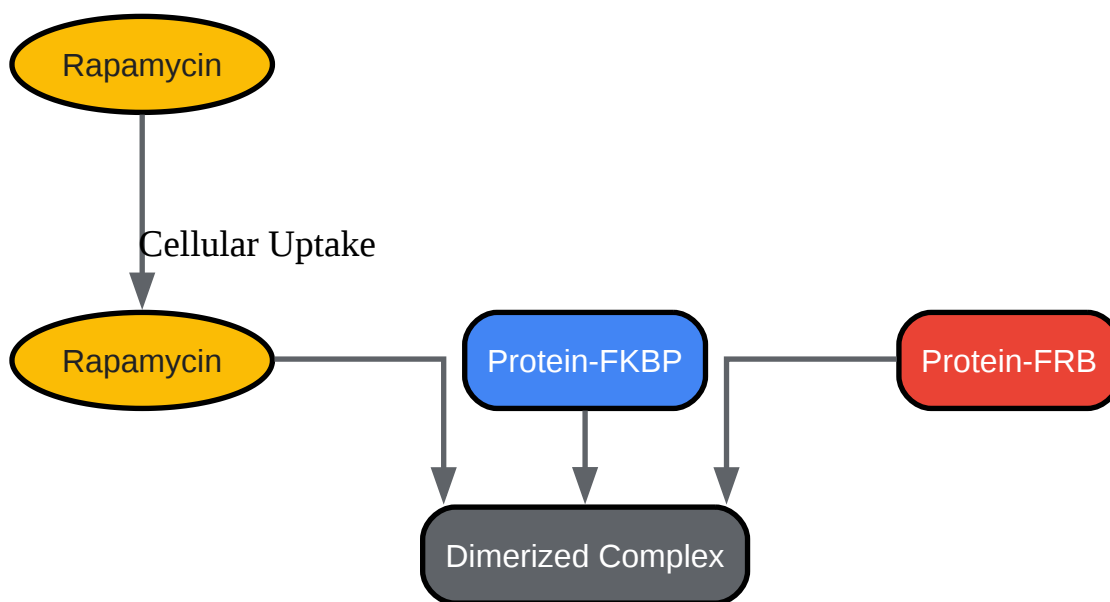 Rapamycin
Cellular Uptake
Rapamycin
Protein-FKBP
Protein-FRB
Dimerized Complex